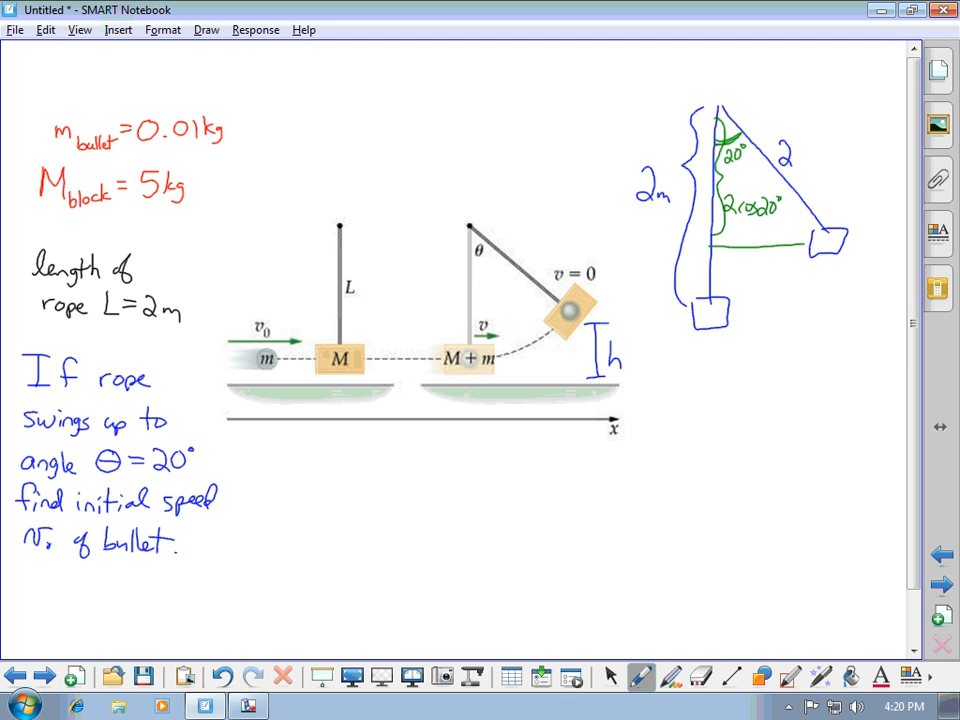 Untitled * - SMART Notebook
File Edit View Insert Format Draw Response Help
m bullet = 0.01kg
M block = 5kg
length of
rope L = 2m
If rope
swings up to
angle θ = 20°
find initial speed
of bullet.
L
v₀
m
M
θ
v = 0
v
M + m
h
x
2m
20°
2
2cos20°
A
A
4:20 PM